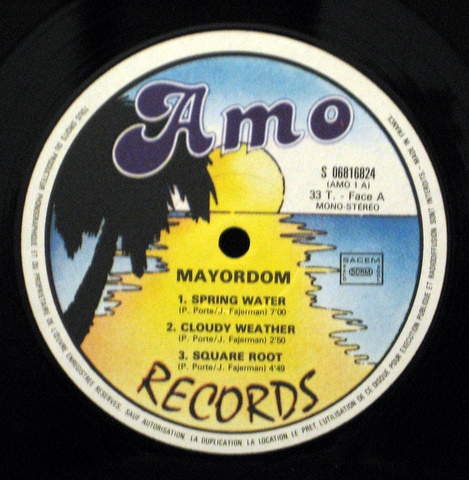 Amo
S 06816824
(AMO 1 A)
33 T. - Face A
MONO-STÉRÉO
SACEM
SDRM
MAYORDOM
1. SPRING WATER
(P. Porte/J. Fajerman) 7'00
2. CLOUDY WEATHER
(P. Porte/J. Fajerman) 2'50
3. SQUARE ROOT
(P. Porte/J. Fajerman) 4'49
RECORDS
TOUS DROITS DU PRODUCTEUR PHONOGRAPHIQUE ET DU PROPRIETAIRE DE L'ŒUVRE ENREGISTREE RESERVES. SAUF AUTORISATION. LA DUPLICATION. LA LOCATION LE PRET, L'UTILISATION DE CE DISQUE POUR EXECUTION PUBLIQUE ET RADIODIFFUSION SONT INTERDITS - MADE IN FRANCE